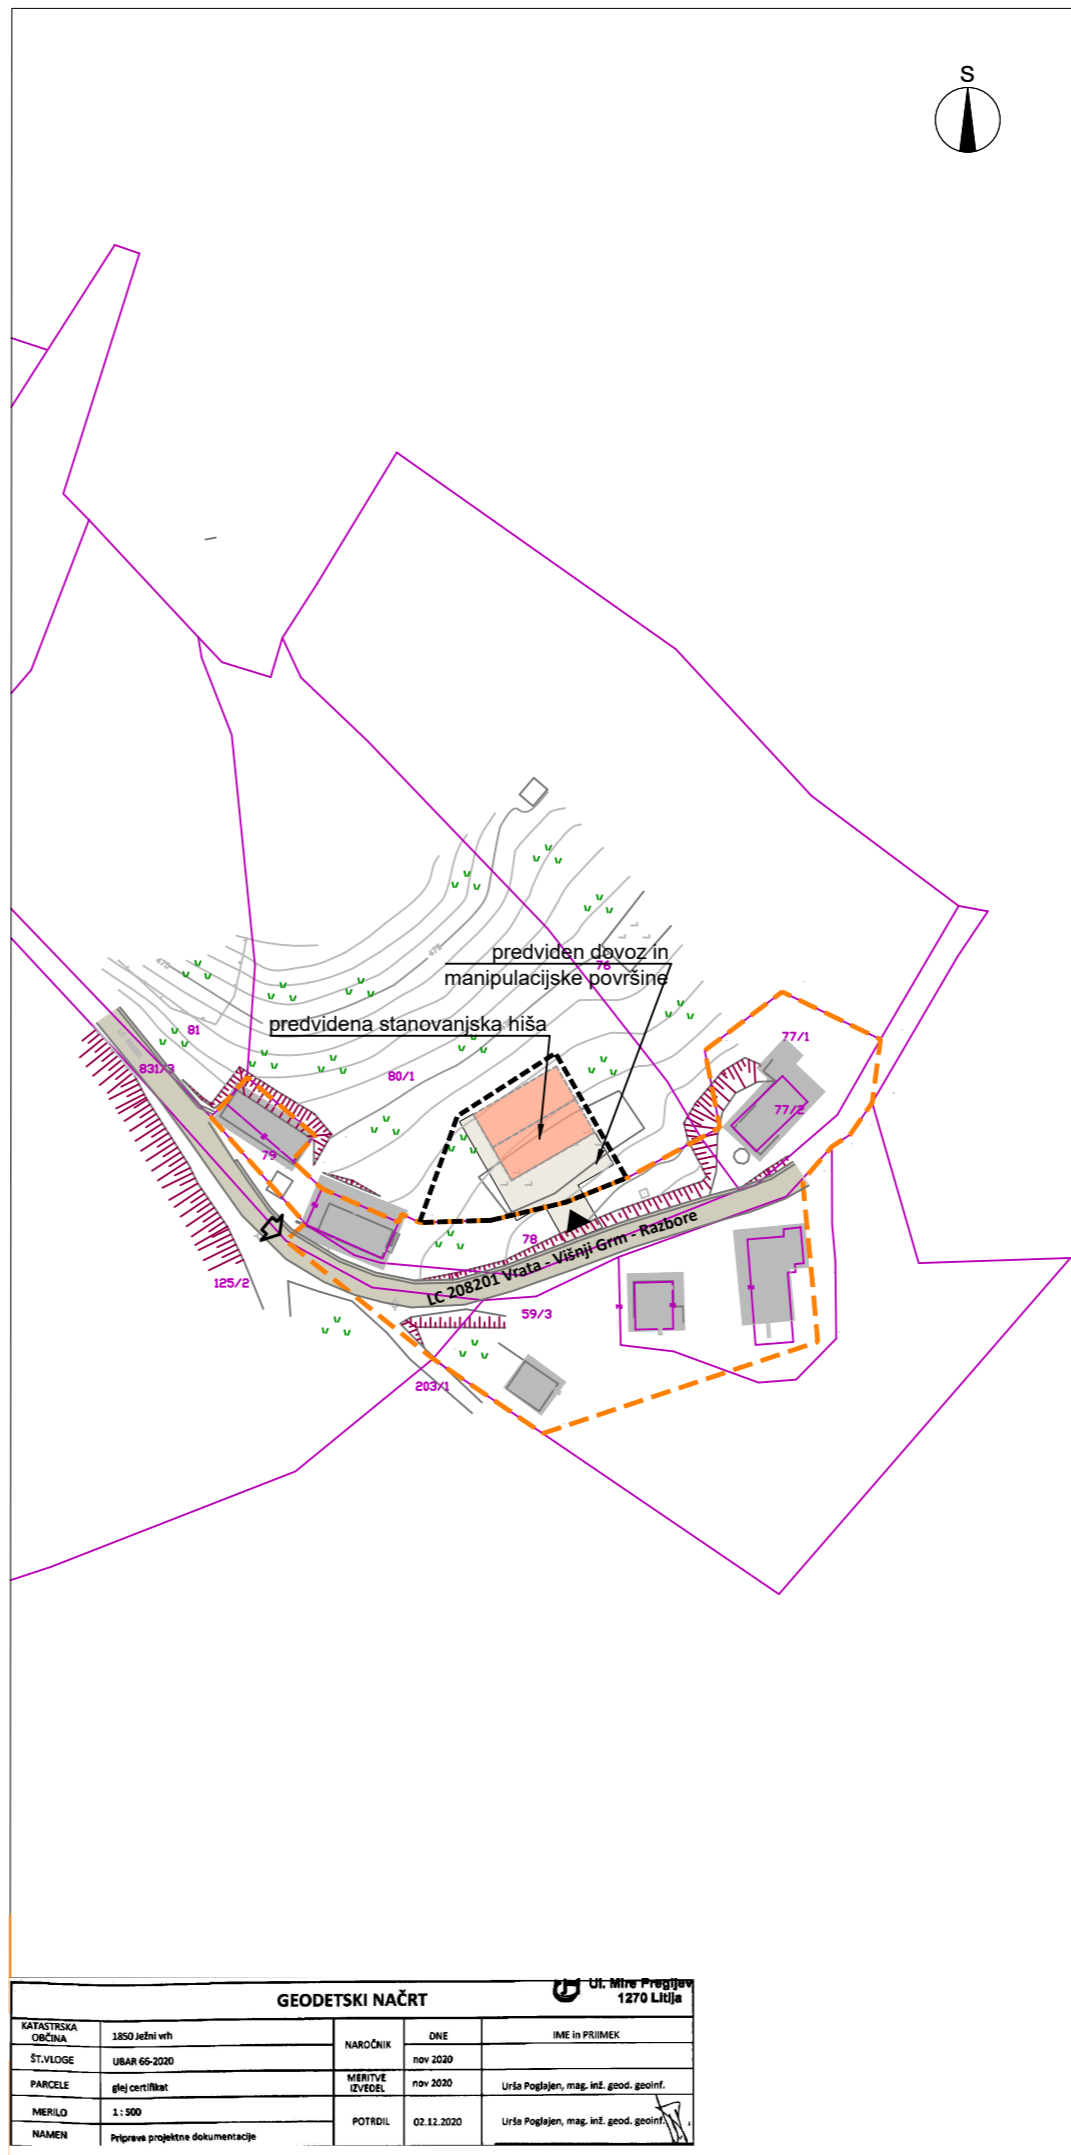 S
predviden dovoz in
manipulacijske površine
76
predvidena stanovanjska hiša
475
475
81
831/3
80/1
77/1
77/2
79
78
LC 208201 Vrata - Višnji Grm - Razbore
125/2
59/3
203/1
GEODETSKI NAČRT
Ul. Mire Pregljev
1270 Litija
KATASTRSKA OBČINA
1850 Ježni vrh
NAROČNIK
DNE
IME in PRIIMEK
ŠT.VLOGE
UBAR 66-2020
nov 2020
PARCELE
glej certifikat
MERITVE IZVEDEL
nov 2020
Urša Poglajen, mag. inž. geod. geoinf.
MERILO
1 : 500
POTRDIL
02.12.2020
Urša Poglajen, mag. inž. geod. geoinf.
NAMEN
Priprava projektne dokumentacije